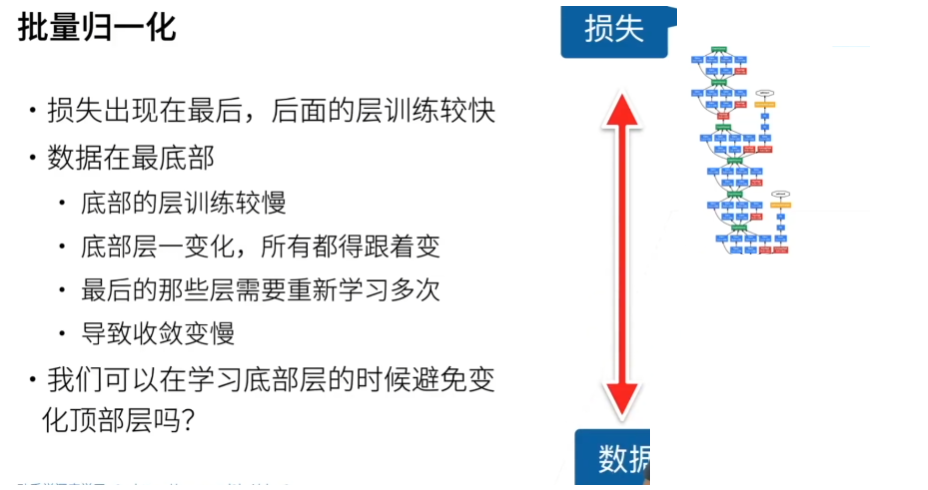 批量归一化
损失
• 损失出现在最后，后面的层训练较快
• 数据在最底部
• 底部的层训练较慢
• 底部层一变化，所有都得跟着变
• 最后的那些层需要重新学习多次
• 导致收敛变慢
• 我们可以在学习底部层的时候避免变
化顶部层吗？
数据